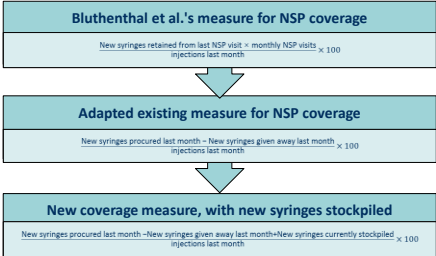 Bluthenthal et al.'s measure for NSP coverage
New syringes retained from last NSP visit × monthly NSP visits
injections last month
× 100
Adapted existing measure for NSP coverage
New syringes procured last month − New syringes given away last month
injections last month
× 100
New coverage measure, with new syringes stockpiled
New syringes procured last month −New syringes given away last month+New syringes currently stockpiled
injections last month
× 100